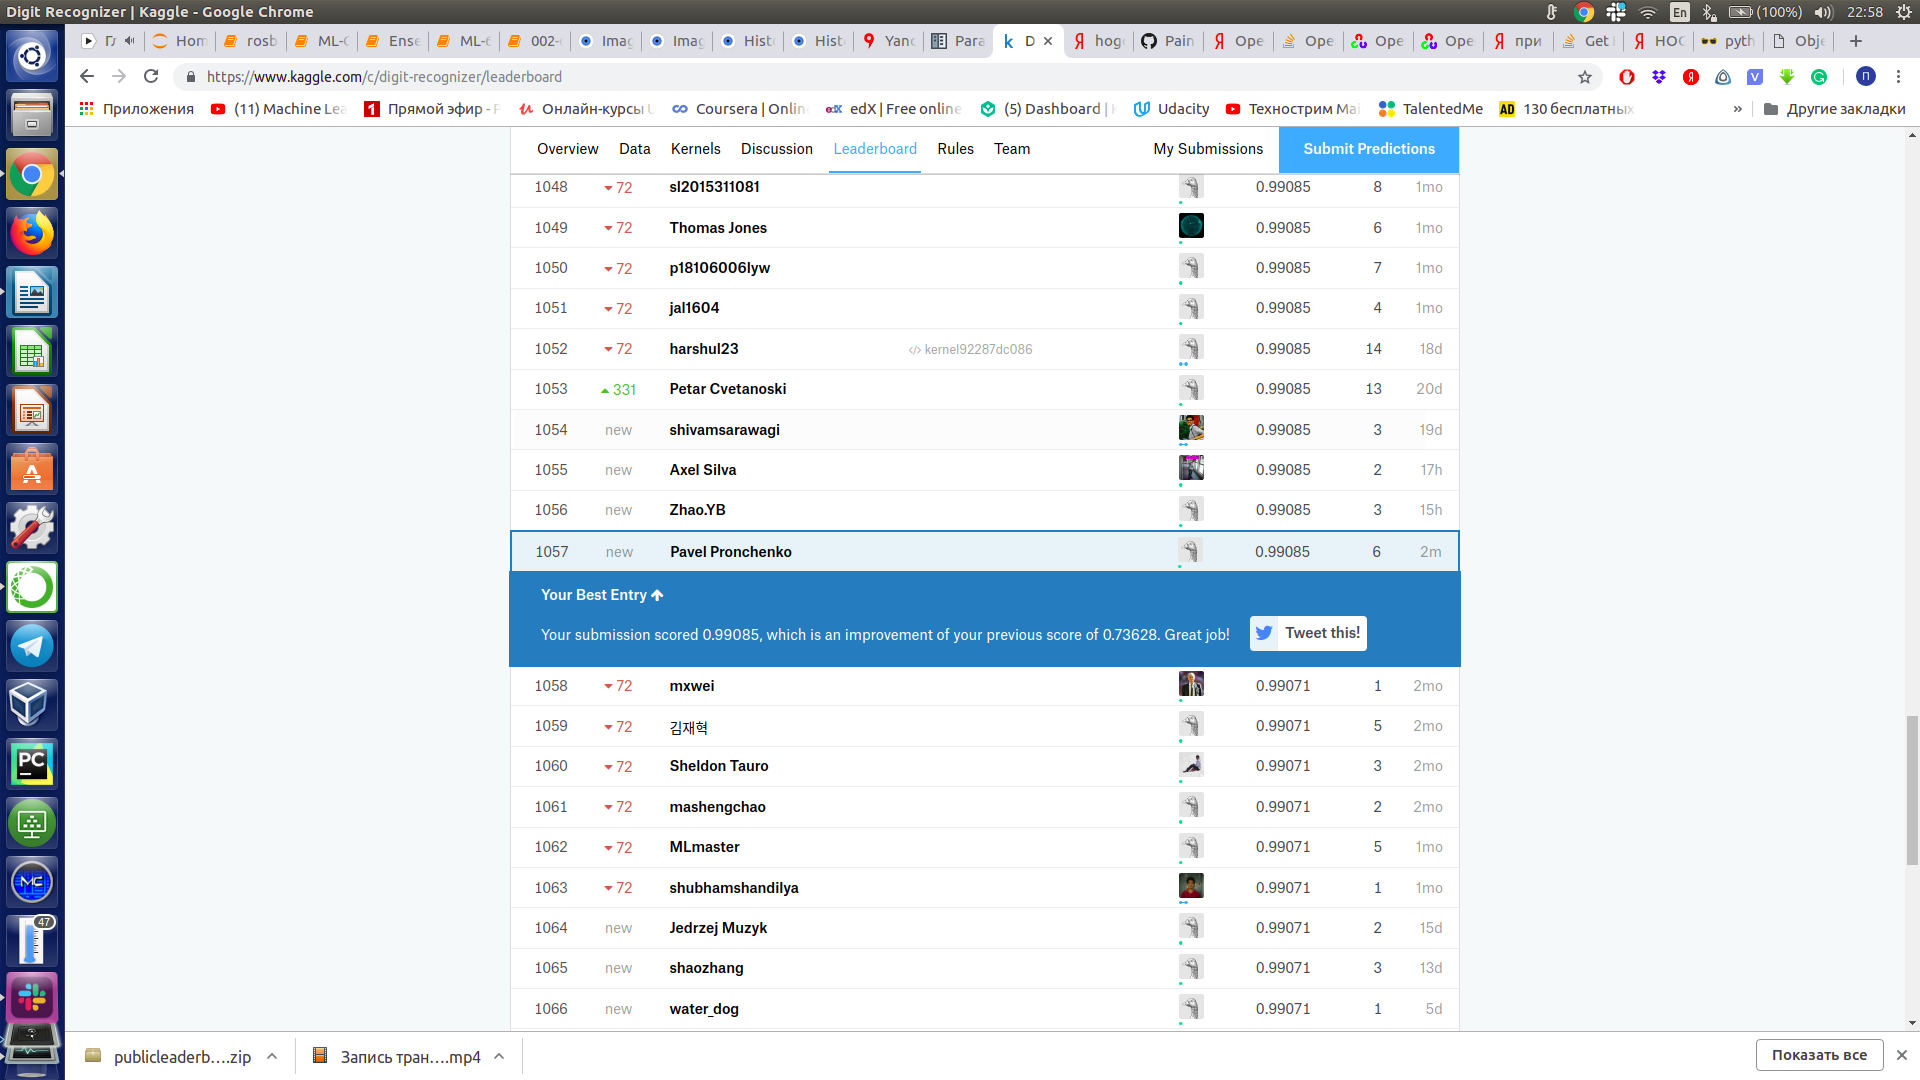 Digit Recognizer | Kaggle - Google Chrome
En (100%) 22:58
Гл Hom rosb ML-C Ense ML-6 002- Imag Imag Hist Hist Yanc Para D hog Pain Ope Ope Ope Ope при Get HOC pyth Obje
https://www.kaggle.com/c/digit-recognizer/leaderboard
Приложения (11) Machine Lea Прямой эфир - Онлайн-курсы Coursera | Onlin edX | Free online (5) Dashboard | Udacity Технострим Mai TalentedMe 130 бесплатных » Другие закладки
Overview Data Kernels Discussion Leaderboard Rules Team My Submissions Submit Predictions
1048 72 sl2015311081 0.99085 8 1mo
1049 72 Thomas Jones 0.99085 6 1mo
1050 72 p18106006lyw 0.99085 7 1mo
1051 72 jal1604 0.99085 4 1mo
1052 72 harshul23 </> kernel92287dc086 0.99085 14 18d
1053 331 Petar Cvetanoski 0.99085 13 20d
1054 new shivamsarawagi 0.99085 3 19d
1055 new Axel Silva 0.99085 2 17h
1056 new Zhao.YB 0.99085 3 15h
1057 new Pavel Pronchenko 0.99085 6 2m
Your Best Entry
Your submission scored 0.99085, which is an improvement of your previous score of 0.73628. Great job! Tweet this!
1058 72 mxwei 0.99071 1 2mo
1059 72 김재혁 0.99071 5 2mo
1060 72 Sheldon Tauro 0.99071 3 2mo
1061 72 mashengchao 0.99071 2 2mo
1062 72 MLmaster 0.99071 5 1mo
1063 72 shubhamshandilya 0.99071 1 1mo
1064 new Jedrzej Muzyk 0.99071 2 15d
1065 new shaozhang 0.99071 3 13d
1066 new water_dog 0.99071 1 5d
47
publicleaderb....zip Запись тран....mp4 Показать все